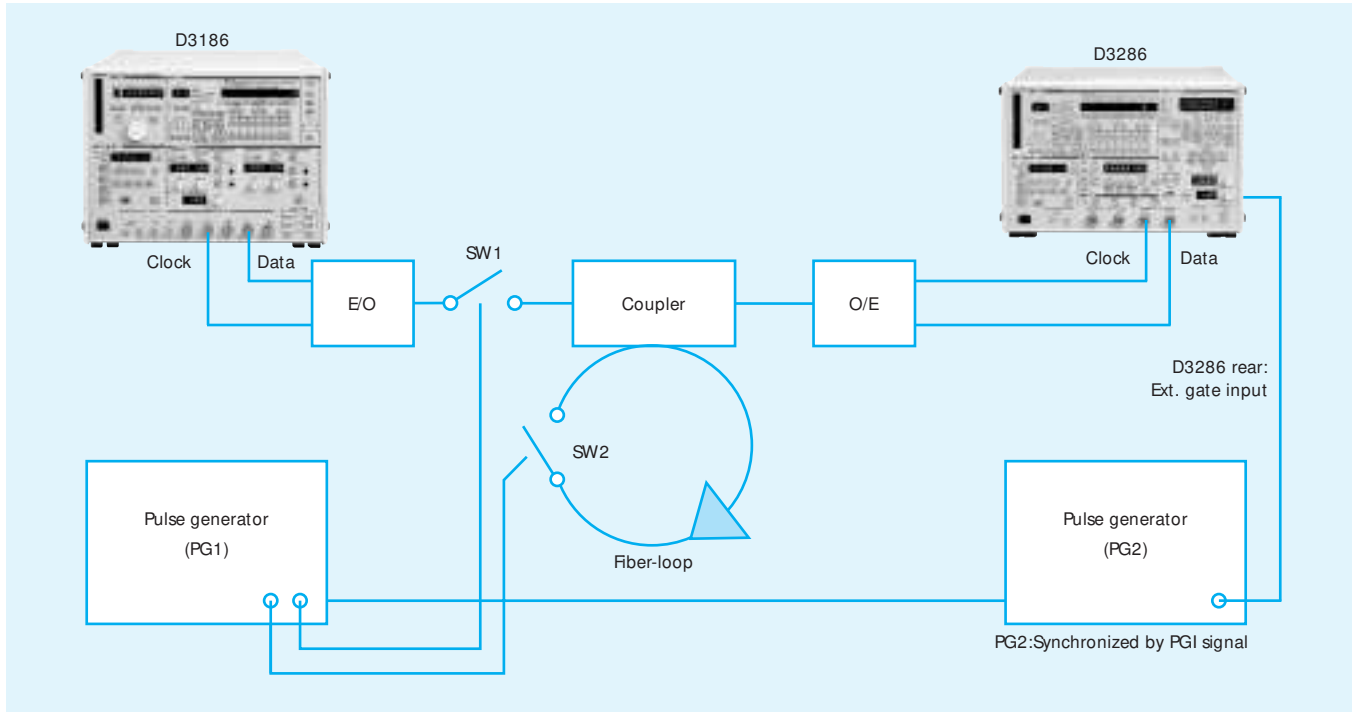 D3186
D3286
Clock
Data
SW1
Clock
Data
E/O
Coupler
O/E
D3286 rear:
Ext. gate input
SW2
Pulse generator
(PG1)
Pulse generator
(PG2)
Fiber-loop
PG2:Synchronized by PGI signal